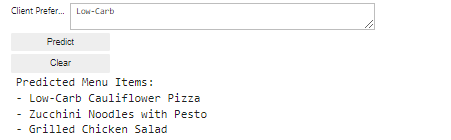 Client Prefer... Low-Carb
Predict
Clear
Predicted Menu Items:
- Low-Carb Cauliflower Pizza
- Zucchini Noodles with Pesto
- Grilled Chicken Salad